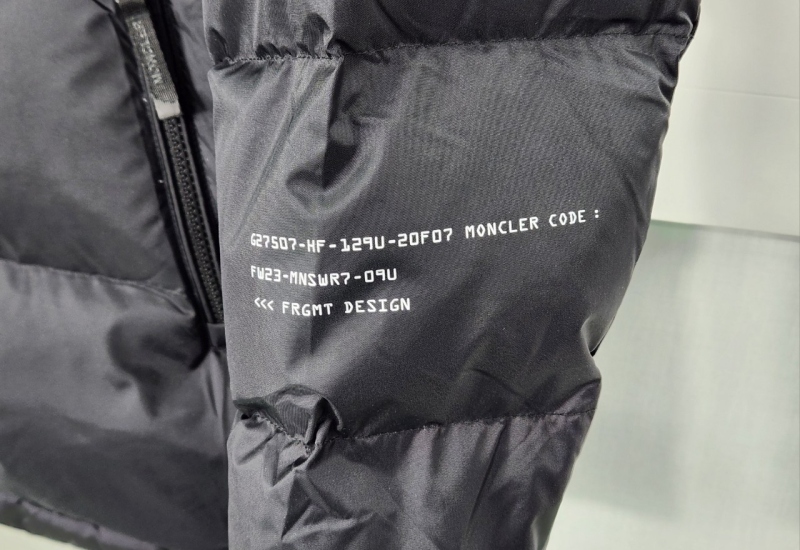 G27507-HF-129U-20F07 MONCLER CODE :
FW23-MNSWR7-09U
<<< FRGMT DESIGN